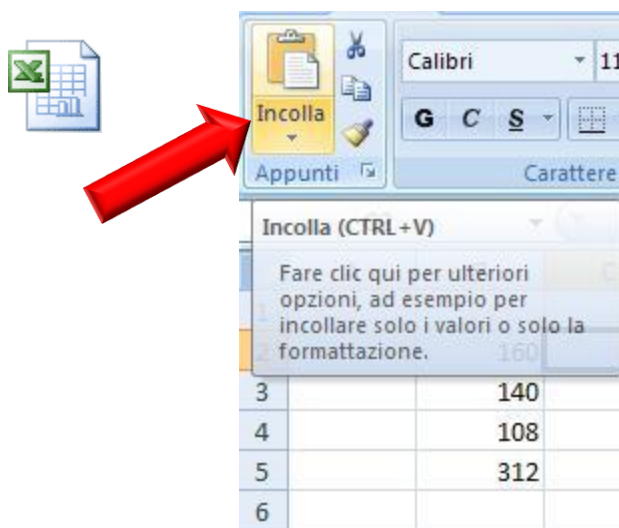 Incolla
Calibri
11
G C S
Appunti
Carattere
Incolla (CTRL+V)
Fare clic qui per ulteriori
opzioni, ad esempio per
incollare solo i valori o solo la
formattazione.
2 160
3 140
4 108
5 312
6